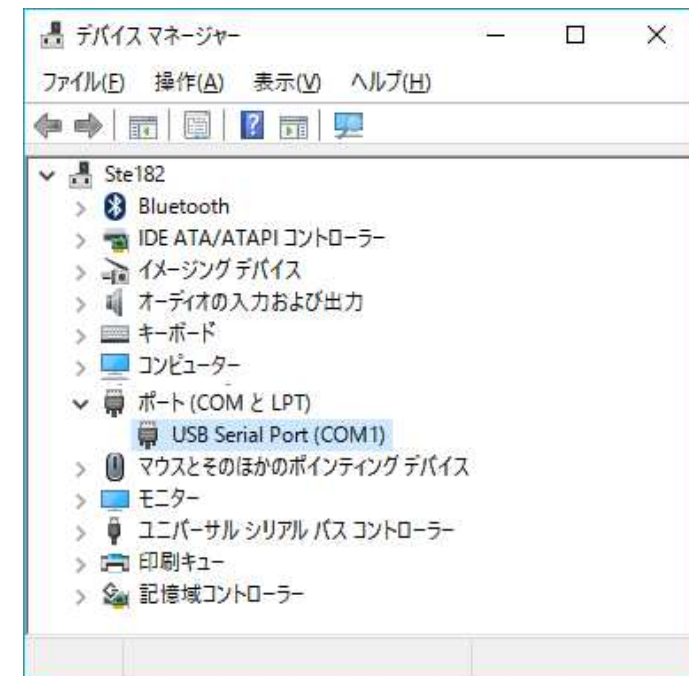 デバイス マネージャー
ファイル(F) 操作(A) 表示(V) ヘルプ(H)
Ste182
Bluetooth
IDE ATA/ATAPI コントローラー
イメージング デバイス
オーディオの入力および出力
キーボード
コンピューター
ポート (COM と LPT)
USB Serial Port (COM1)
マウスとそのほかのポインティング デバイス
モニター
ユニバーサル シリアル バス コントローラー
印刷キュー
記憶域コントローラー